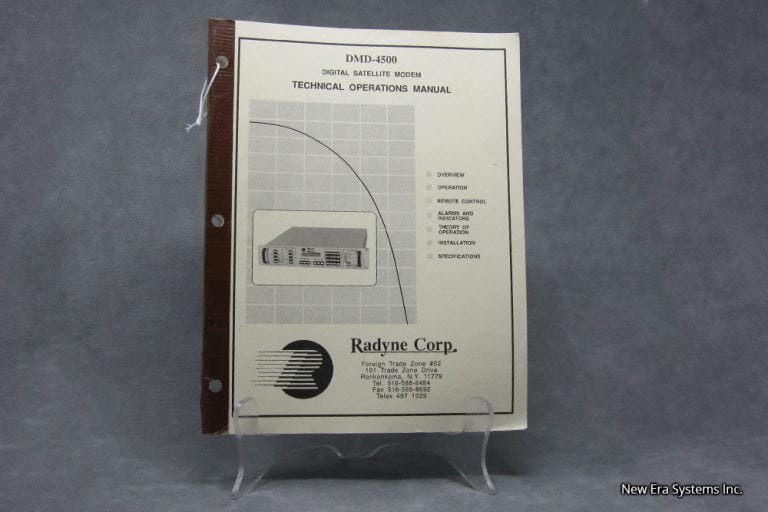 DMD-4500
DIGITAL SATELLITE MODEM
TECHNICAL OPERATIONS MANUAL
OVERVIEW
OPERATION
REMOTE CONTROL
ALARMS AND
INDICATORS
THEORY OF
OPERATION
INSTALLATION
SPECIFICATIONS
Radyne Corp.
Foreign Trade Zone #52
101 Trade Zone Drive
Ronkonkoma, N.Y. 11779
Tel. 516-588-8484
Fax 516-588-8692
Telex 497 1029
New Era Systems Inc.